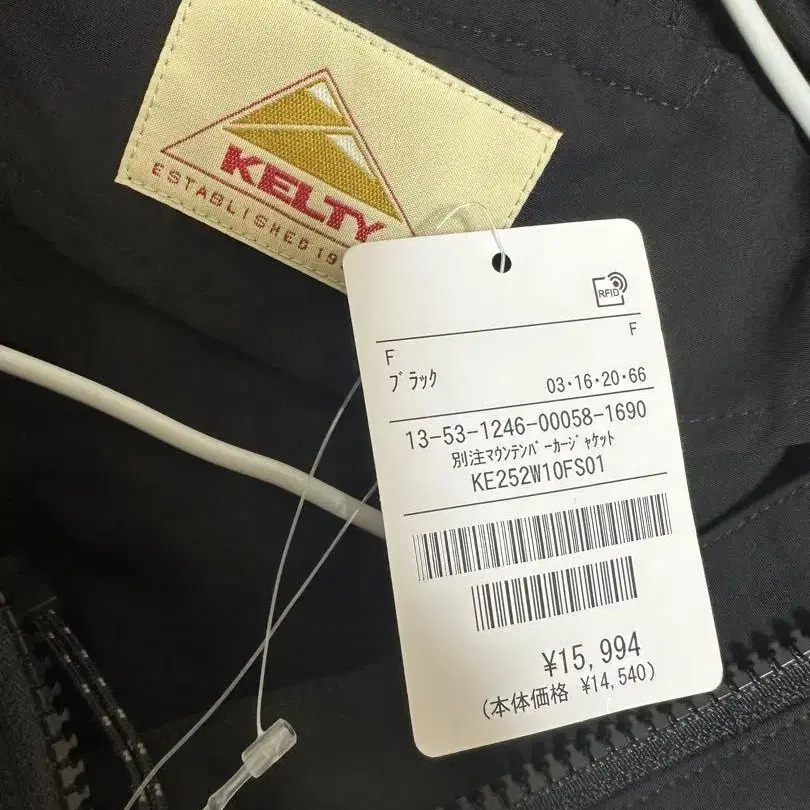 KELTY
ESTABLISHED 19
RFID
F
F
ブラック 03・16・20・66
13-53-1246-00058-1690
別注マウンテンパーカージャケット
KE252W10FS01
¥15,994
(本体価格 ¥14,540)